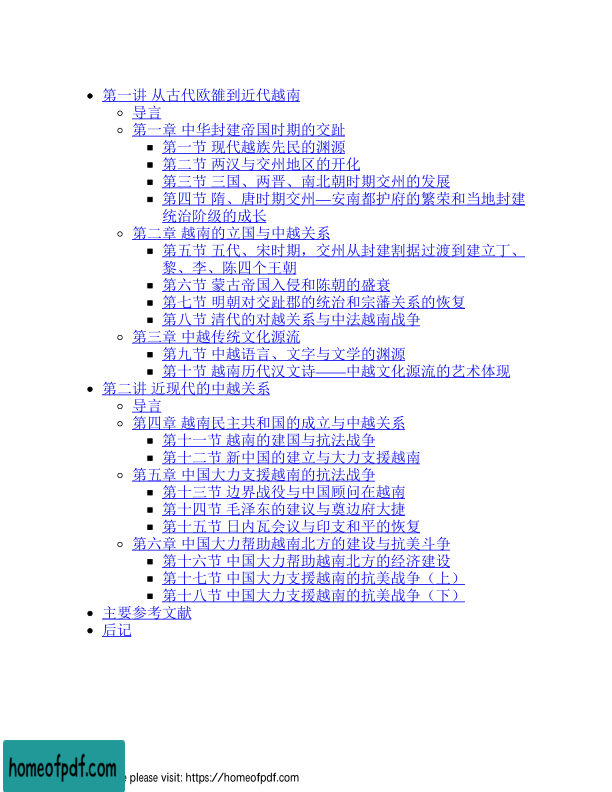 第一讲 从古代欧雒到近代越南
导言
第一章 中华封建帝国时期的交趾
第一节 现代越族先民的渊源
第二节 两汉与交州地区的开化
第三节 三国、两晋、南北朝时期交州的发展
第四节 隋、唐时期交州—安南都护府的繁荣和当地封建
统治阶级的成长
第二章 越南的立国与中越关系
第五节 五代、宋时期，交州从封建割据过渡到建立丁、
黎、李、陈四个王朝
第六节 蒙古帝国入侵和陈朝的盛衰
第七节 明朝对交趾郡的统治和宗藩关系的恢复
第八节 清代的对越关系与中法越南战争
第三章 中越传统文化源流
第九节 中越语言、文字与文学的渊源
第十节 越南历代汉文诗——中越文化源流的艺术体现
第二讲 近现代的中越关系
导言
第四章 越南民主共和国的成立与中越关系
第十一节 越南的建国与抗法战争
第十二节 新中国的建立与大力支援越南
第五章 中国大力支援越南的抗法战争
第十三节 边界战役与中国顾问在越南
第十四节 毛泽东的建议与奠边府大捷
第十五节 日内瓦会议与印支和平的恢复
第六章 中国大力帮助越南北方的建设与抗美斗争
第十六节 中国大力帮助越南北方的经济建设
第十七节 中国大力支援越南的抗美战争（上）
第十八节 中国大力支援越南的抗美战争（下）
主要参考文献
后记
homeofpdf.com
e please visit: https://homeofpdf.com